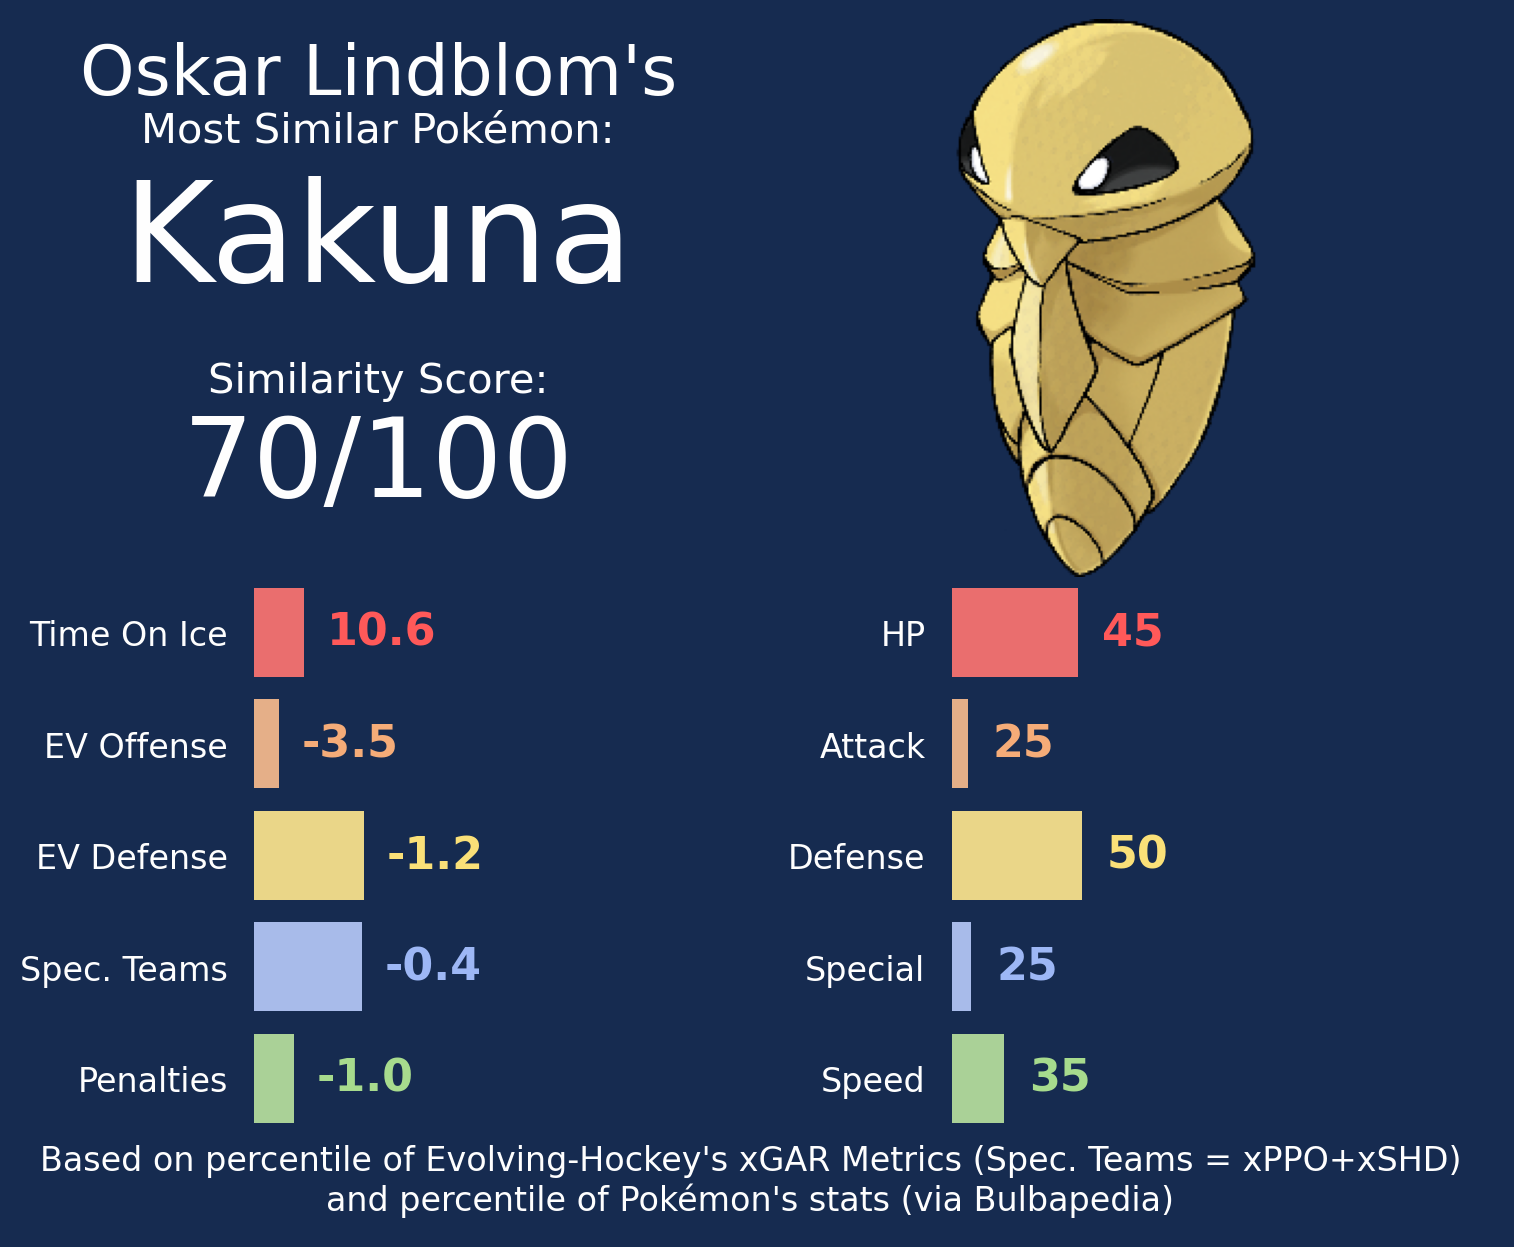 Oskar Lindblom's
Most Similar Pokémon:
Kakuna
Similarity Score:
70/100
Time On Ice 10.6
EV Offense -3.5
EV Defense -1.2
Spec. Teams -0.4
Penalties -1.0
HP 45
Attack 25
Defense 50
Special 25
Speed 35
Based on percentile of Evolving-Hockey's xGAR Metrics (Spec. Teams = xPPO+xSHD)
and percentile of Pokémon's stats (via Bulbapedia)